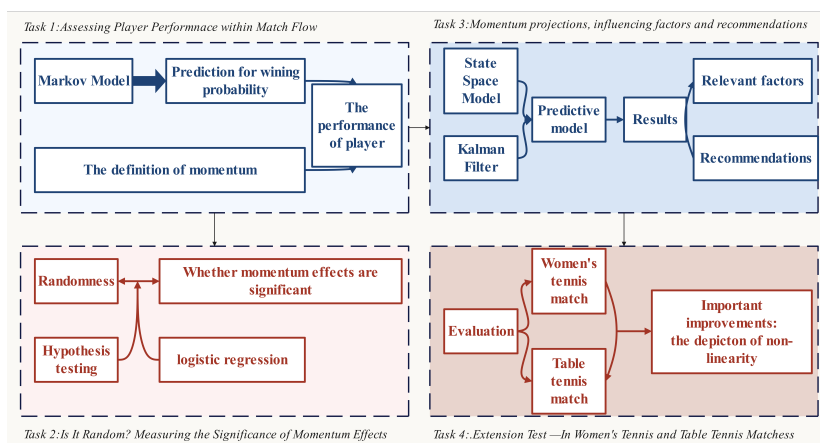 Task 1:Assessing Player Performnace within Match Flow
Markov Model
Prediction for wining
probability
The
performance
of player
The definition of momentum
Task 3:Momentum projections, influencing factors and recommendations
State
Space
Model
Kalman
Filter
Predictive
model
Results
Relevant factors
Recommendations
Randomness
Whether momentum effects are
significant
Hypothesis
testing
logistic regression
Task 2:Is It Random? Measuring the Significance of Momentum Effects
Evaluation
Women's
tennis
match
Table
tennis
match
Important
improvements:
the depicton of non-
linearity
Task 4:.Extension Test —In Women's Tennis and Table Tennis Matchess